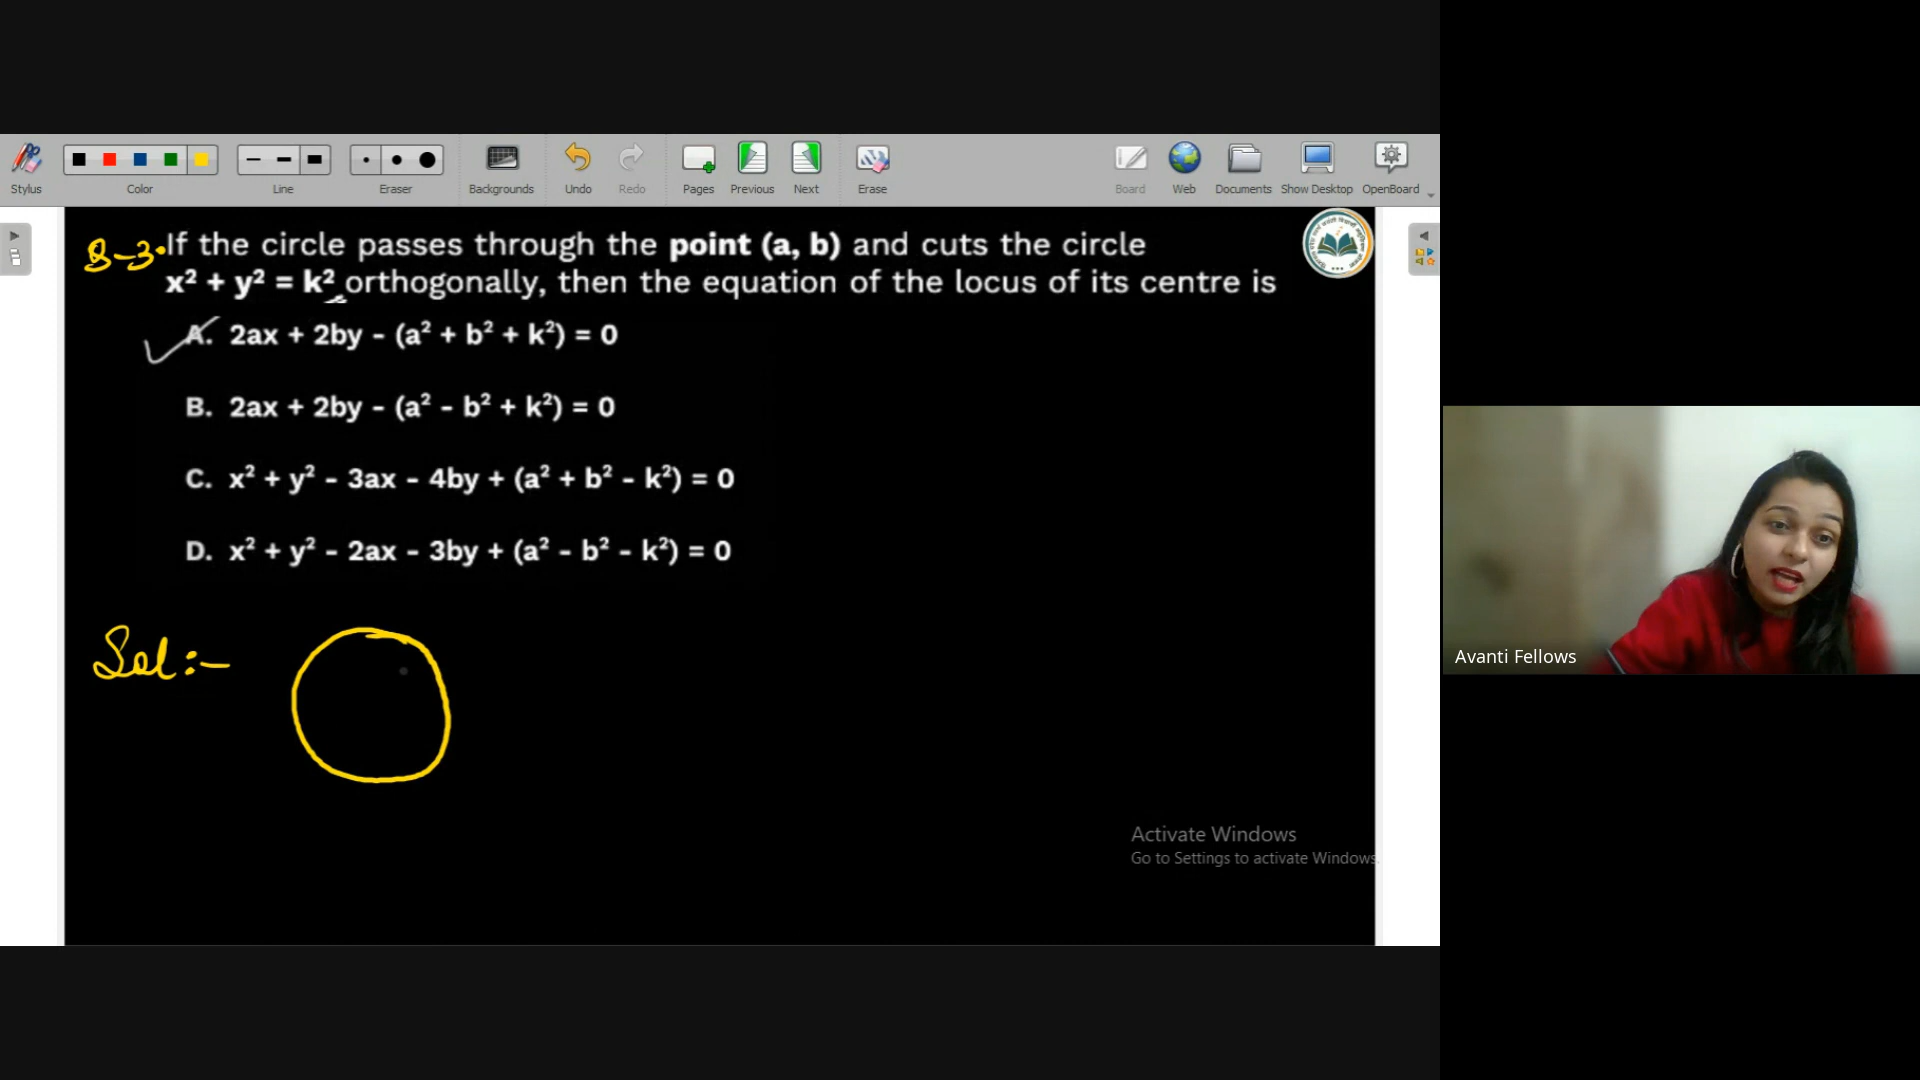 Stylus Color Line Eraser Backgrounds Undo Redo Pages Previous Next Erase Board Web Documents Show Desktop OpenBoard
Q-3. If the circle passes through the point (a, b) and cuts the circle
x² + y² = k² orthogonally, then the equation of the locus of its centre is
A. 2ax + 2by - (a² + b² + k²) = 0
B. 2ax + 2by - (a² - b² + k²) = 0
C. x² + y² - 3ax - 4by + (a² + b² - k²) = 0
D. x² + y² - 2ax - 3by + (a² - b² - k²) = 0
Sol:-
Avanti Fellows
Activate Windows
Go to Settings to activate Windows.